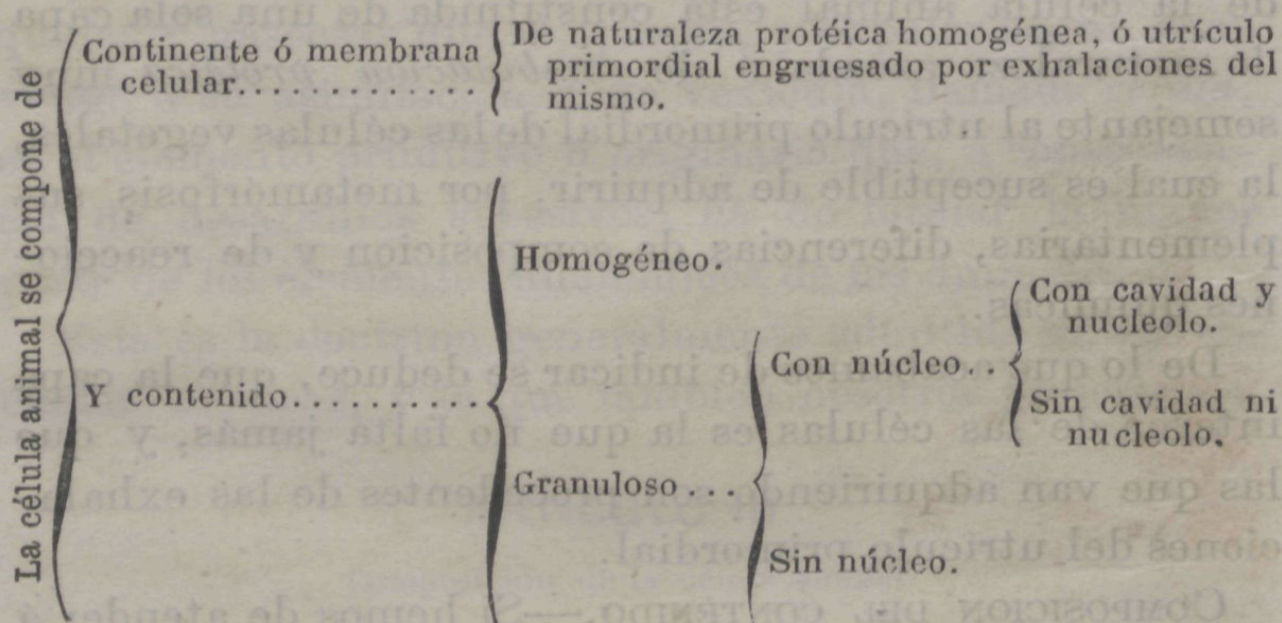 La célula animal se compone de
Continente ó membrana
celular.............
De naturaleza protéica homogénea, ó utrículo
primordial engruesado por exhalaciones del
mismo.
Y contenido...........
Homogéneo.
Granuloso...
Con núcleo..
Con cavidad y
nucleolo.
Sin cavidad ni
nucleolo.
Sin núcleo.